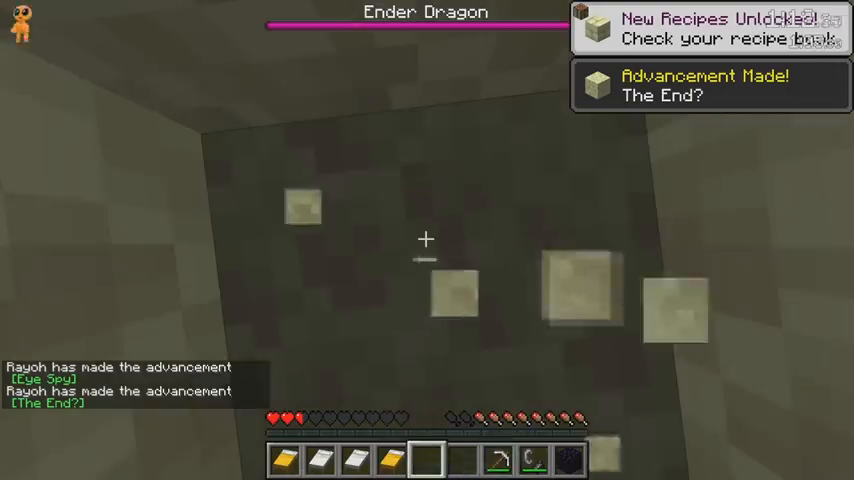 Ender Dragon
New Recipes Unlocked!
Check your recipe book
Advancement Made!
The End?
Rayoh has made the advancement
[Eye Spy]
Rayoh has made the advancement
[The End?]